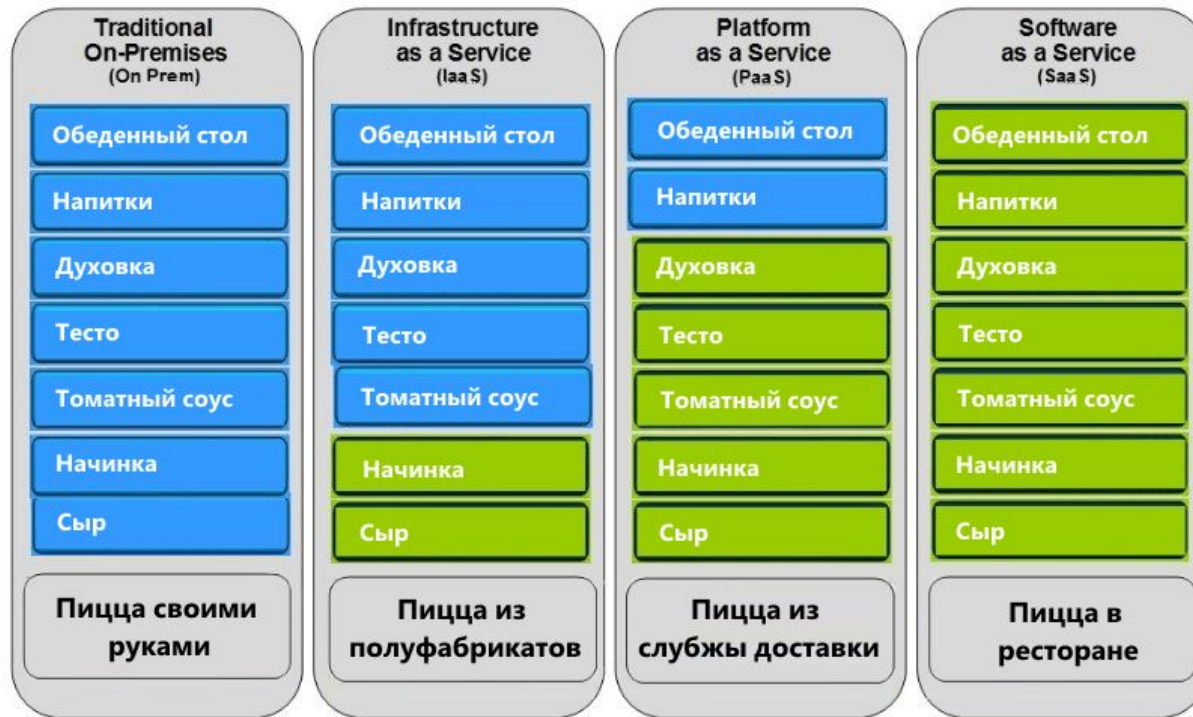 Traditional
On-Premises
(On Prem)
Обеденный стол
Напитки
Духовка
Тесто
Томатный соус
Начинка
Сыр
Пицца своими
руками
Infrastructure
as a Service
(IaaS)
Обеденный стол
Напитки
Духовка
Тесто
Томатный соус
Начинка
Сыр
Пицца из
полуфабрикатов
Platform
as a Service
(PaaS)
Обеденный стол
Напитки
Духовка
Тесто
Томатный соус
Начинка
Сыр
Пицца из
слубжы доставки
Software
as a Service
(SaaS)
Обеденный стол
Напитки
Духовка
Тесто
Томатный соус
Начинка
Сыр
Пицца в
ресторане